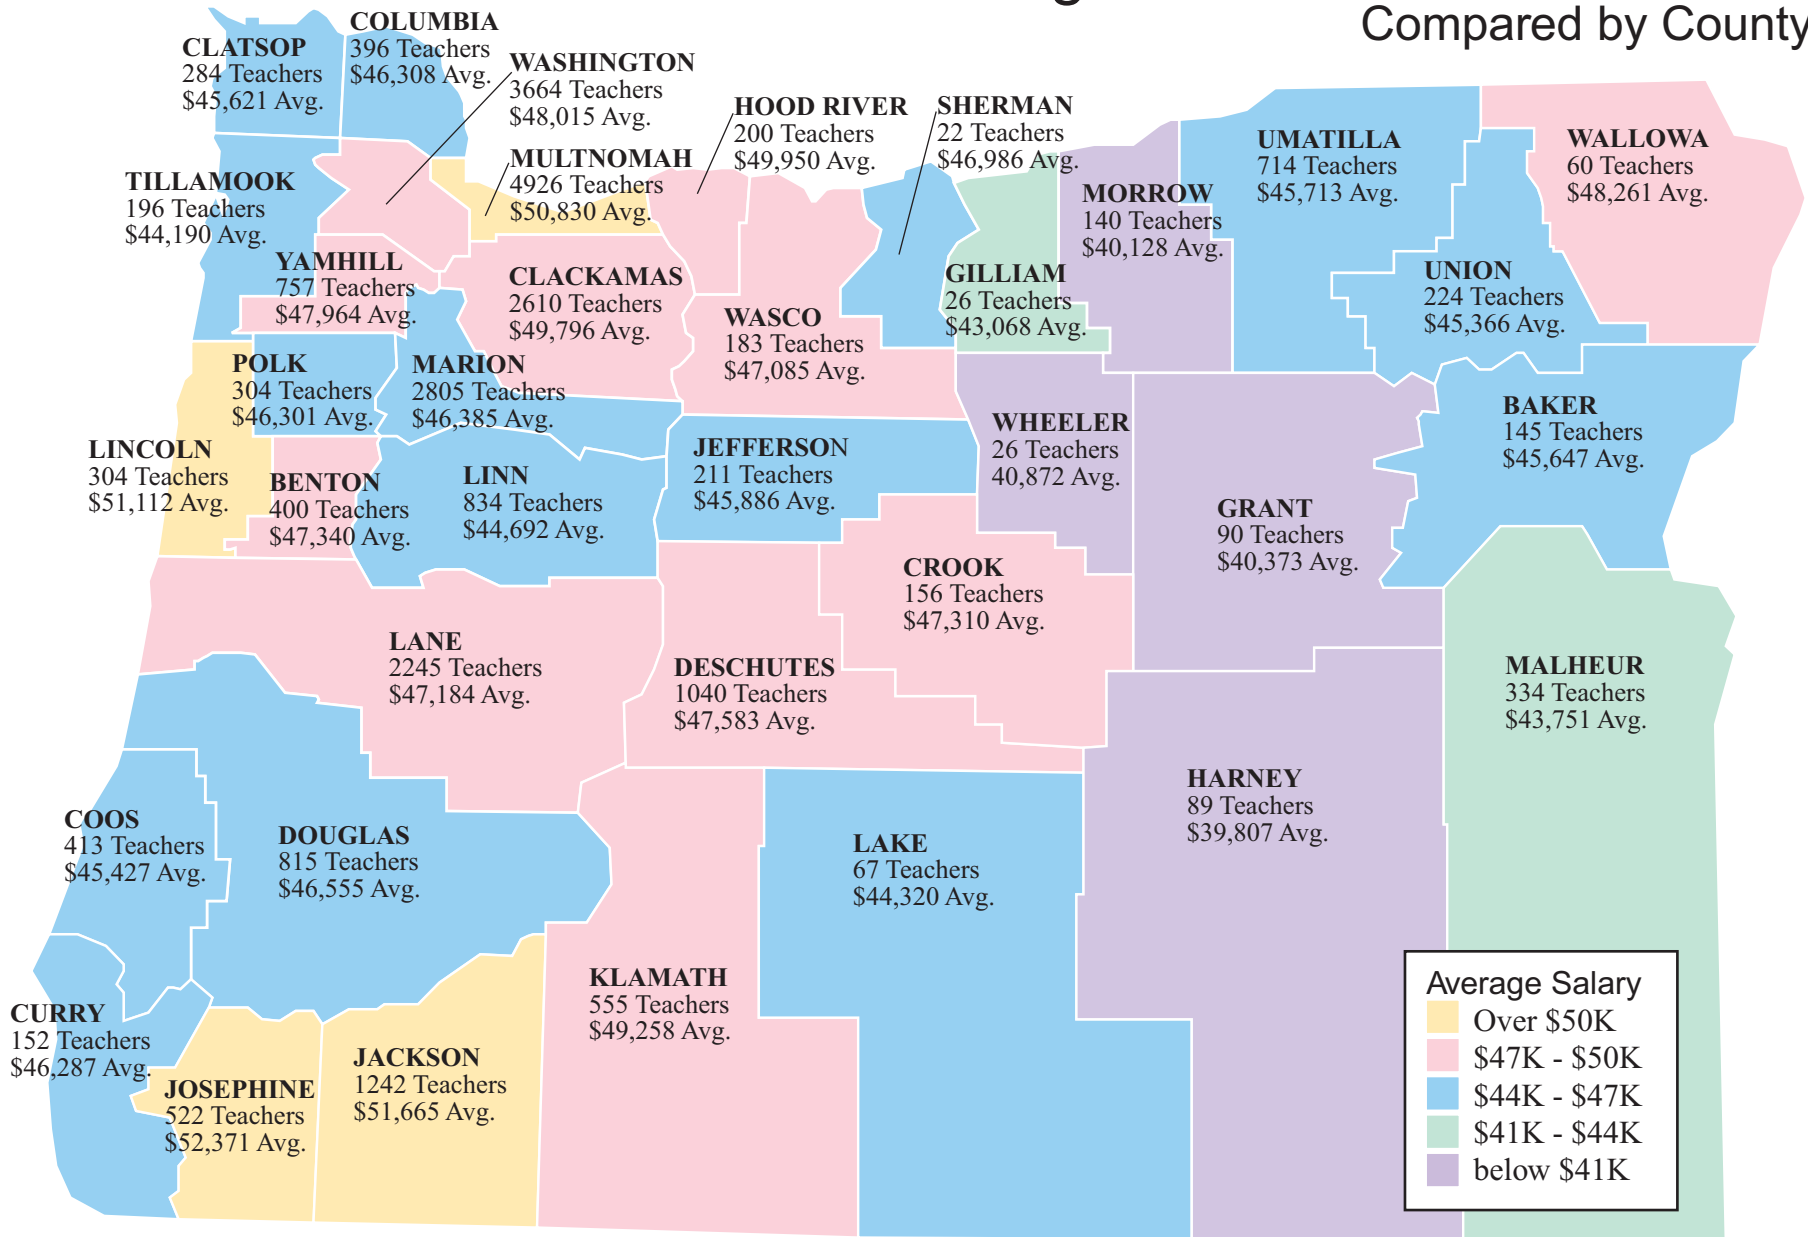 Compared by County
CLATSOP
284 Teachers
$45,621 Avg.
COLUMBIA
396 Teachers
$46,308 Avg.
WASHINGTON
3664 Teachers
$48,015 Avg.
MULTNOMAH
4926 Teachers
$50,830 Avg.
HOOD RIVER
200 Teachers
$49,950 Avg.
SHERMAN
22 Teachers
$46,986 Avg.
UMATILLA
714 Teachers
$45,713 Avg.
WALLOWA
60 Teachers
$48,261 Avg.
TILLAMOOK
196 Teachers
$44,190 Avg.
MORROW
140 Teachers
$40,128 Avg.
YAMHILL
757 Teachers
$47,964 Avg.
CLACKAMAS
2610 Teachers
$49,796 Avg.
GILLIAM
26 Teachers
$43,068 Avg.
UNION
224 Teachers
$45,366 Avg.
WASCO
183 Teachers
$47,085 Avg.
POLK
304 Teachers
$46,301 Avg.
MARION
2805 Teachers
$46,385 Avg.
BAKER
145 Teachers
$45,647 Avg.
WHEELER
26 Teachers
40,872 Avg.
LINCOLN
304 Teachers
$51,112 Avg.
JEFFERSON
211 Teachers
$45,886 Avg.
BENTON
400 Teachers
$47,340 Avg.
LINN
834 Teachers
$44,692 Avg.
GRANT
90 Teachers
$40,373 Avg.
CROOK
156 Teachers
$47,310 Avg.
LANE
2245 Teachers
$47,184 Avg.
DESCHUTES
1040 Teachers
$47,583 Avg.
MALHEUR
334 Teachers
$43,751 Avg.
HARNEY
89 Teachers
$39,807 Avg.
COOS
413 Teachers
$45,427 Avg.
DOUGLAS
815 Teachers
$46,555 Avg.
LAKE
67 Teachers
$44,320 Avg.
KLAMATH
555 Teachers
$49,258 Avg.
CURRY
152 Teachers
$46,287 Avg.
JOSEPHINE
522 Teachers
$52,371 Avg.
JACKSON
1242 Teachers
$51,665 Avg.
Average Salary
Over $50K
$47K - $50K
$44K - $47K
$41K - $44K
below $41K